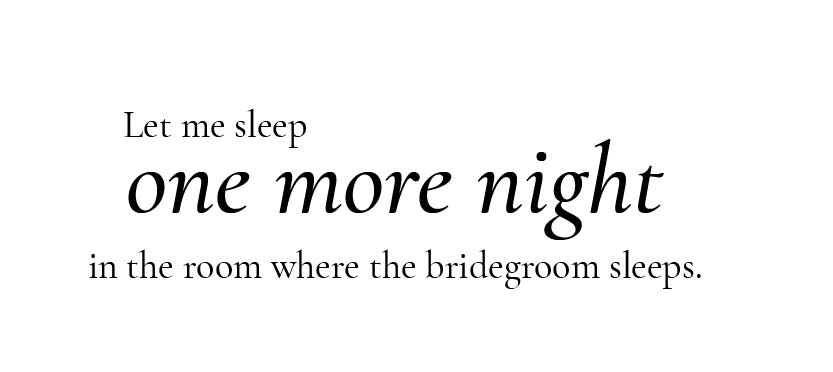 Let me sleep
one more night
in the room where the bridegroom sleeps.